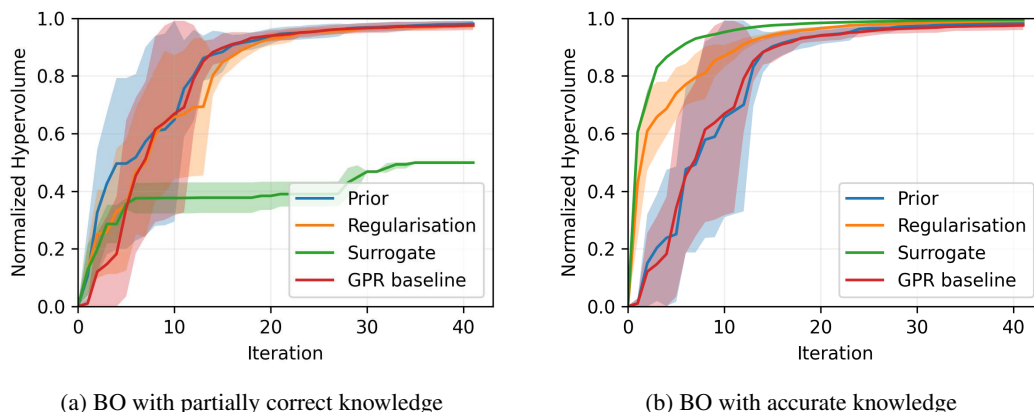 Normalized Hypervolume
1.0
0.8
0.6
0.4
0.2
0.0
0
10
20
30
40
Iteration
Prior
Regularisation
Surrogate
GPR baseline
(a) BO with partially correct knowledge
Normalized Hypervolume
1.0
0.8
0.6
0.4
0.2
0.0
0
10
20
30
40
Iteration
Prior
Regularisation
Surrogate
GPR baseline
(b) BO with accurate knowledge